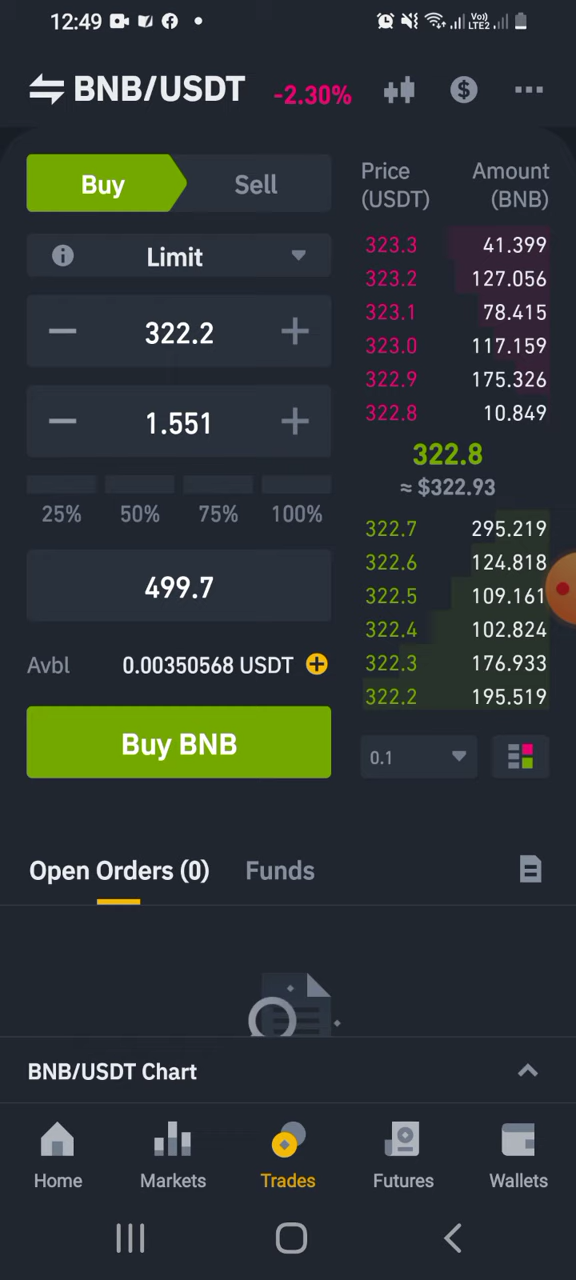 12:49
Vo)) LTE2
BNB/USDT -2.30%
Buy Sell
Limit
322.2
1.551
25% 50% 75% 100%
499.7
Avbl 0.00350568 USDT
Buy BNB
Price (USDT) Amount (BNB)
323.3 41.399
323.2 127.056
323.1 78.415
323.0 117.159
322.9 175.326
322.8 10.849
322.8
≈ $322.93
322.7 295.219
322.6 124.818
322.5 109.161
322.4 102.824
322.3 176.933
322.2 195.519
0.1
Open Orders (0) Funds
BNB/USDT Chart
Home Markets Trades Futures Wallets